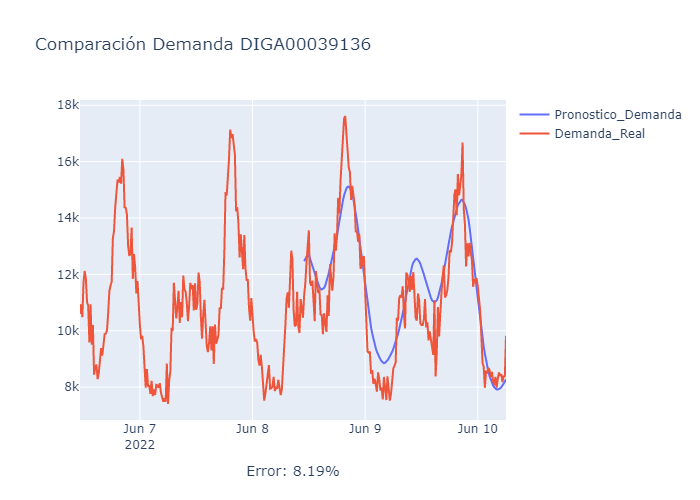 Comparación Demanda DIGA00039136
Pronostico_Demanda
Demanda_Real
18k
16k
14k
12k
10k
8k
Jun 7
2022
Jun 8
Jun 9
Jun 10
Error: 8.19%